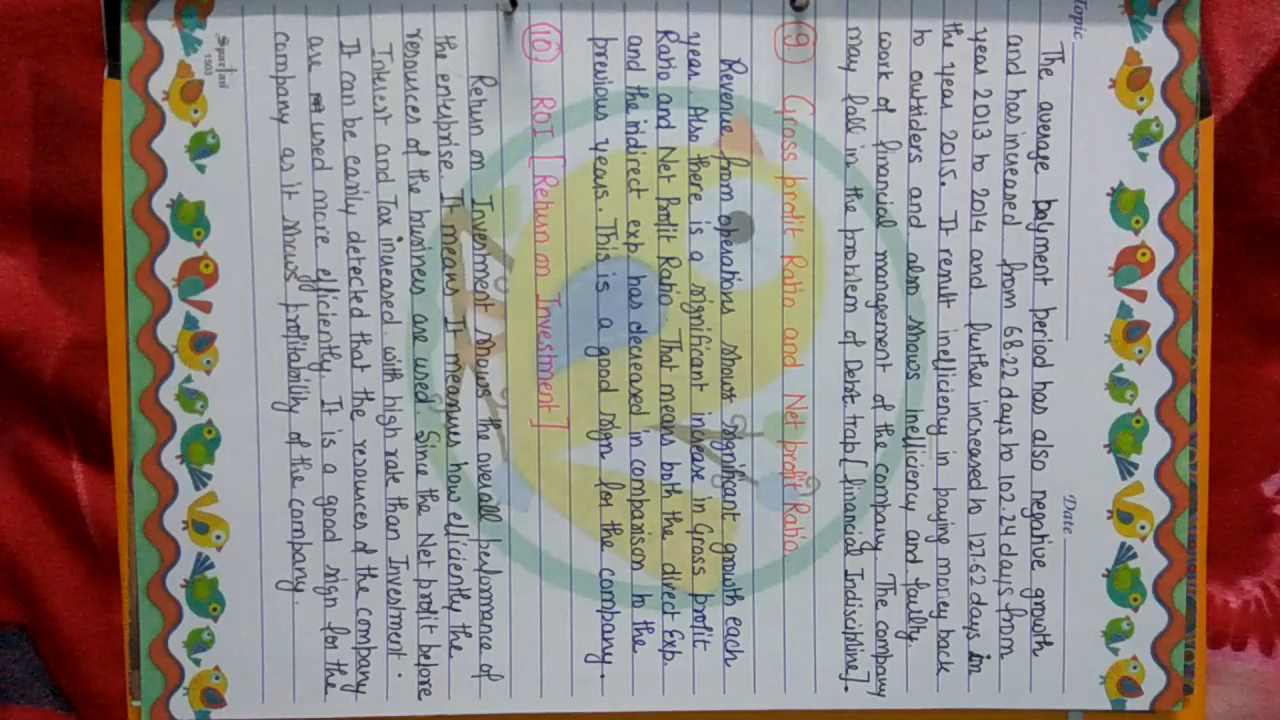 Topic Date
The average payment period has also negative growth
and has increased from 68.22 days to 102.24 days from
year 2013 to 2014 and further increased to 127.62 days in
the year 2015. It result inefficiency in paying money back
to outsiders and also shows inefficiency and faulty
work of financial management of the company. The company
may fall in the problem of Debt trap [financial Indiscipline].
9 Gross profit Ratio and Net profit Ratio
Revenue from operations shows significant growth each
year. Also there is a significant increase in Gross profit
Ratio and Net Profit Ratio. That means both the direct Exp.
and the indirect exp. has decreased in comparison to the
previous years. This is a good sign for the company.
10 ROI [Return on Investment]
Return on Investment shows the overall performance of
the enterprise. It means It measures how efficiently the
resources of the business are used. Since the Net profit before
Interest and Tax increased with high rate than Investment.
It can be easily detected that the resources of the company
are used more efficiently. It is a good sign for the
company as it shows profitability of the company.
Spartan
1503